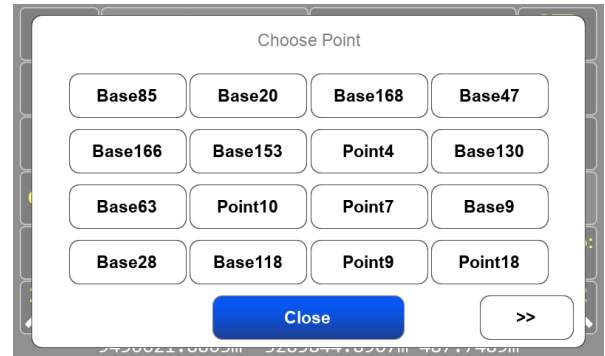 Choose Point
Base85 Base20 Base168 Base47
Base166 Base153 Point4 Base130
Base63 Point10 Point7 Base9
Base28 Base118 Point9 Point18
Close >>